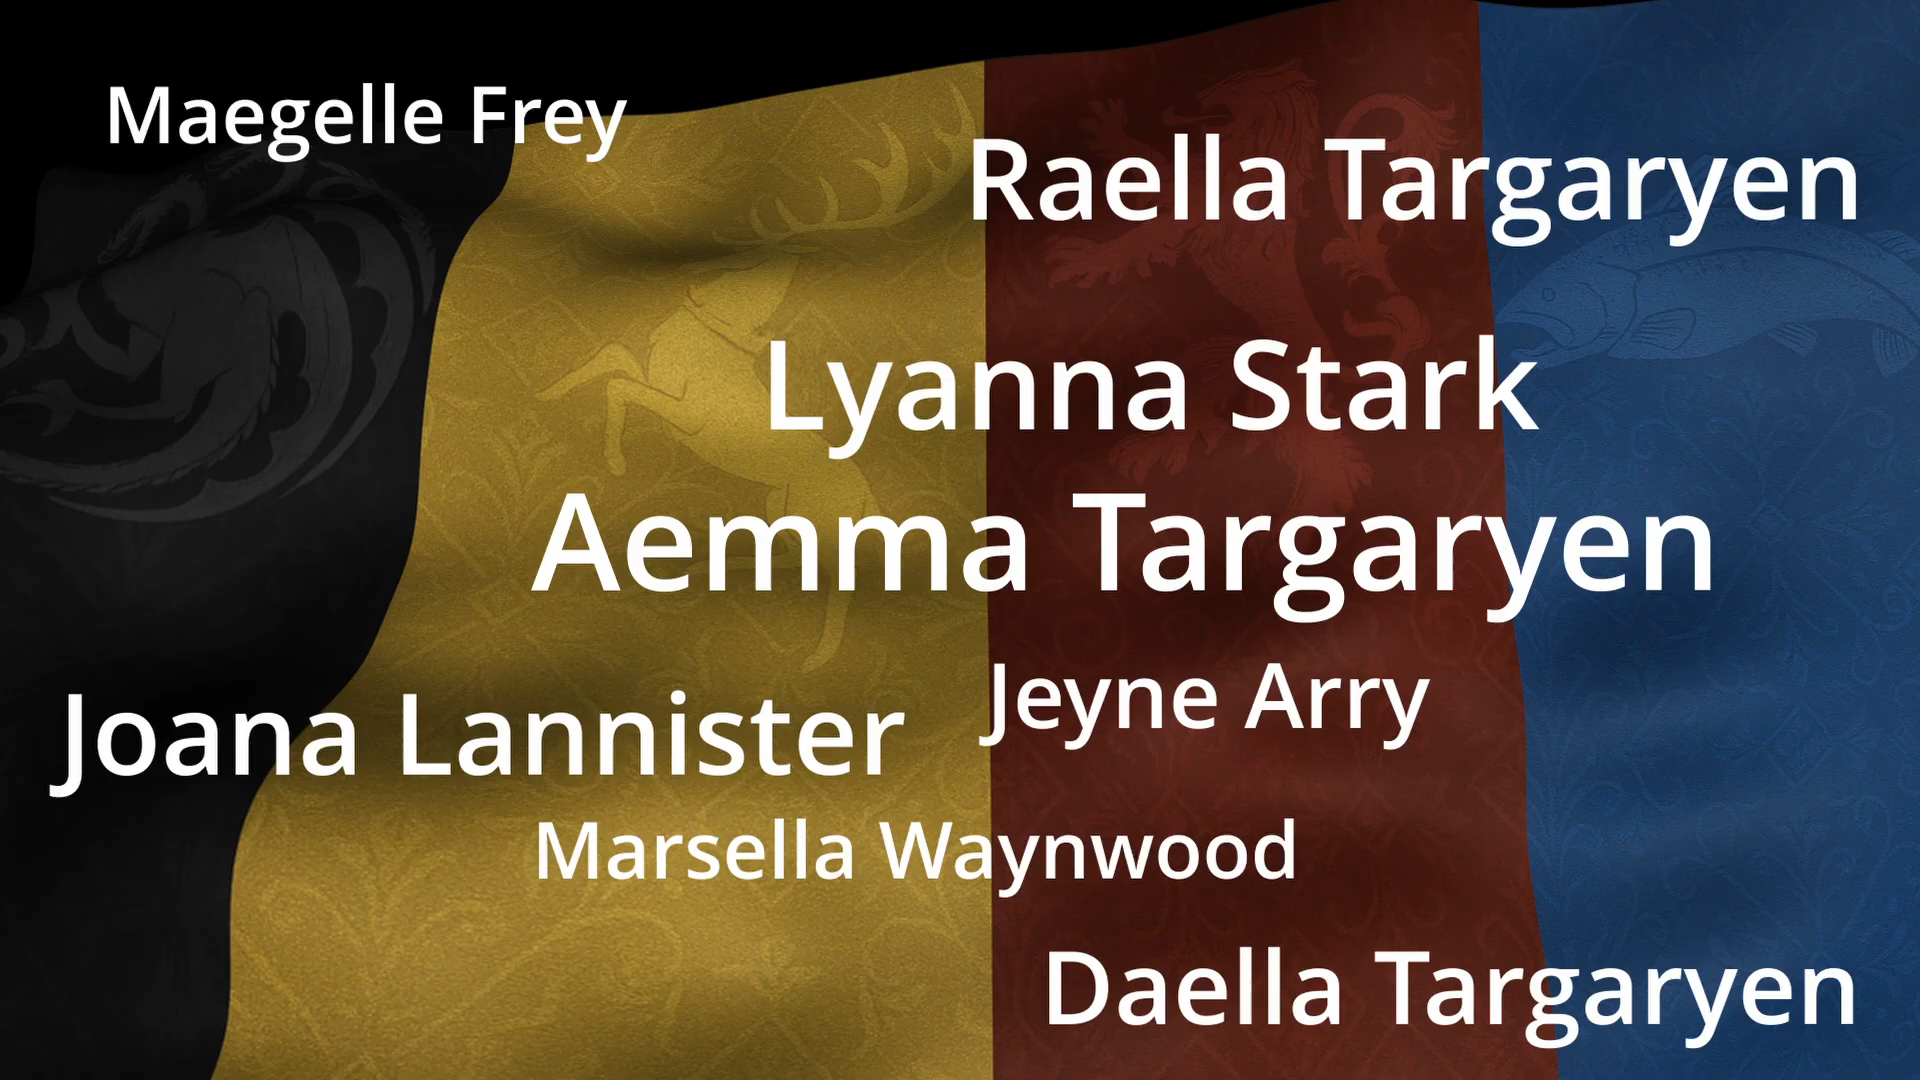 Maegelle Frey
Raella Targaryen
Lyanna Stark
Aemma Targaryen
Jeyne Arry
Joana Lannister
Marsella Waynwood
Daella Targaryen